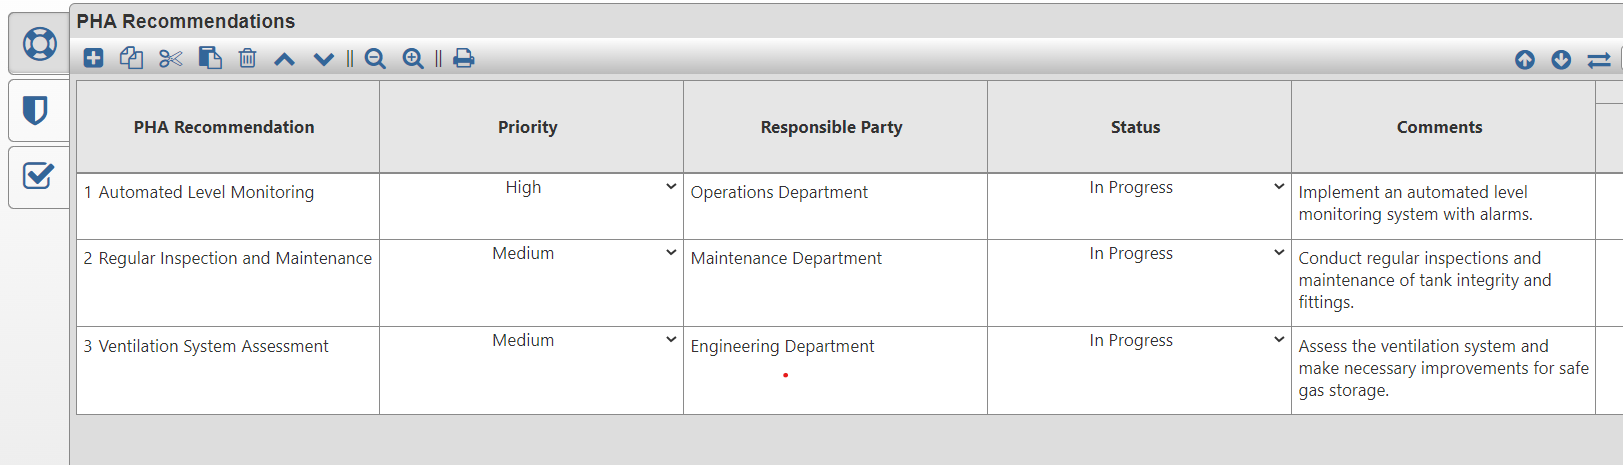 PHA Recommendations
PHA Recommendation
Priority
Responsible Party
Status
Comments
1 Automated Level Monitoring
High
Operations Department
In Progress
Implement an automated level
monitoring system with alarms.
2 Regular Inspection and Maintenance
Medium
Maintenance Department
In Progress
Conduct regular inspections and
maintenance of tank integrity and
fittings.
3 Ventilation System Assessment
Medium
Engineering Department
In Progress
Assess the ventilation system and
make necessary improvements for safe
gas storage.